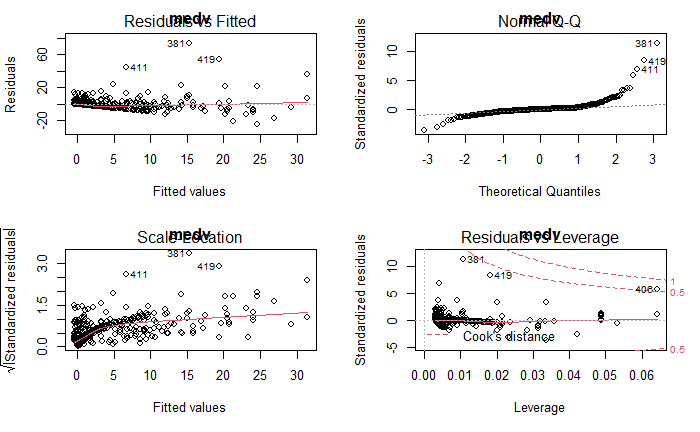 medv
Residuals vs Fitted
Residuals
60
20
-20
381
419
411
0 5 10 15 20 25 30
Fitted values
medv
Normal Q-Q
Standardized residuals
10
5
0
381
419
411
-3 -2 -1 0 1 2 3
Theoretical Quantiles
medv
Scale-Location
√|Standardized residuals|
3.0
1.5
0.0
381
419
411
0 5 10 15 20 25 30
Fitted values
medv
Residuals vs Leverage
Standardized residuals
10
5
0
-5
381
419
406
1
0.5
0.5
Cook's distance
0.00 0.01 0.02 0.03 0.04 0.05 0.06
Leverage